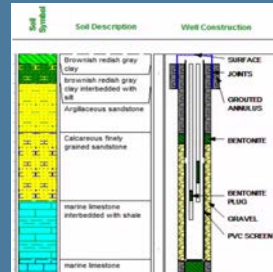 Soil Symbol
Soil Description
Well Construction
Brownish redish gray
clay
brownish redish gray
clay interbedded with
silt
Argillaceous sandstone
Calcareous finely
grained sandstone
marine limestone
interbedded with shale
marine limestone
SURFACE
JOINTS
GROUTED
ANNULUS
BENTONITE
BENTONITE
PLUG
GRAVEL
PVC SCREEN